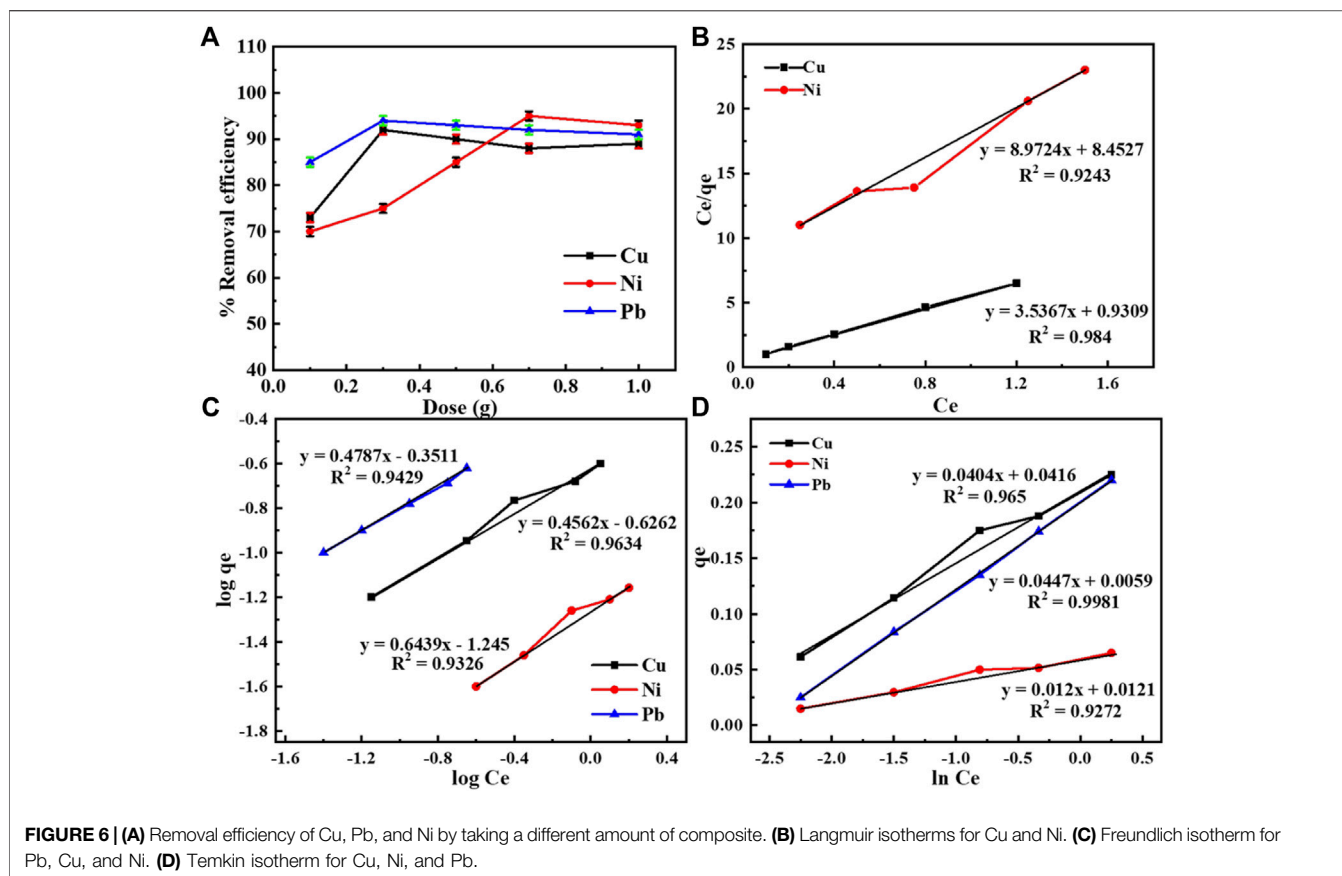 A
110
100
90
80
70
60
50
40
% Removal efficiency
Cu
Ni
Pb
0.0 0.2 0.4 0.6 0.8 1.0
Dose (g)
B
25
20
15
10
5
0
Ce/qe
Cu
Ni
y = 8.9724x + 8.4527
R² = 0.9243
y = 3.5367x + 0.9309
R² = 0.984
0.0 0.4 0.8 1.2 1.6
Ce
C
-0.4
-0.6
-0.8
-1.0
-1.2
-1.4
-1.6
-1.8
log qe
y = 0.4787x - 0.3511
R² = 0.9429
y = 0.4562x - 0.6262
R² = 0.9634
y = 0.6439x - 1.245
R² = 0.9326
Cu
Ni
Pb
-1.6 -1.2 -0.8 -0.4 0.0 0.4
log Ce
D
0.25
0.20
0.15
0.10
0.05
0.00
qe
Cu
Ni
Pb
y = 0.0404x + 0.0416
R² = 0.965
y = 0.0447x + 0.0059
R² = 0.9981
y = 0.012x + 0.0121
R² = 0.9272
-2.5 -2.0 -1.5 -1.0 -0.5 0.0 0.5
ln Ce
FIGURE 6 | (A) Removal efficiency of Cu, Pb, and Ni by taking a different amount of composite. (B) Langmuir isotherms for Cu and Ni. (C) Freundlich isotherm for
Pb, Cu, and Ni. (D) Temkin isotherm for Cu, Ni, and Pb.